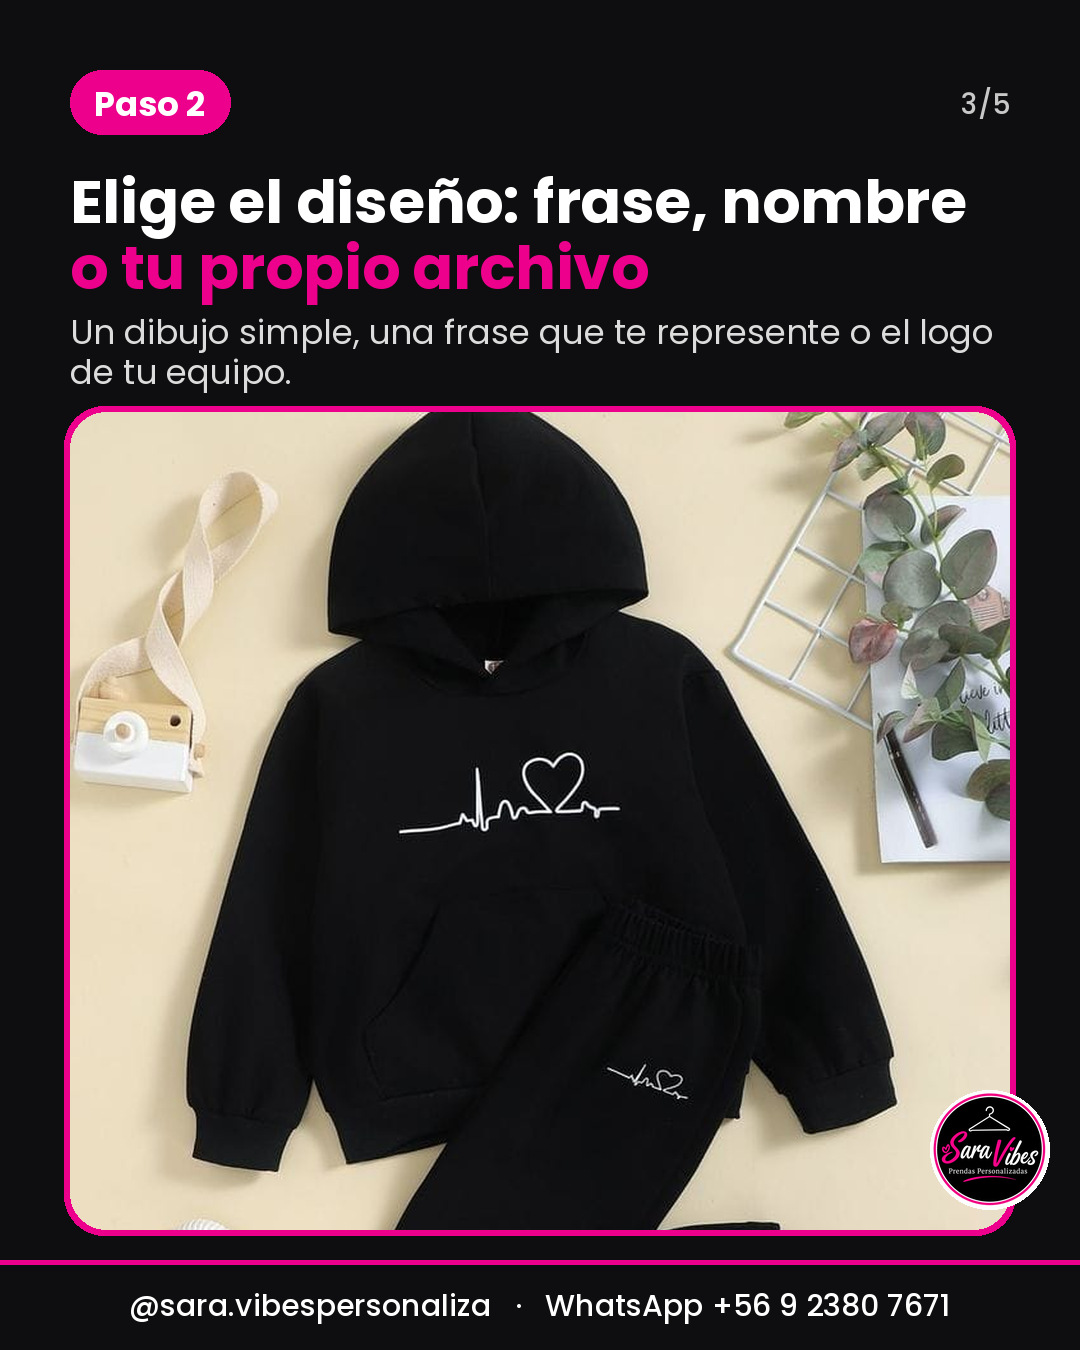 Paso 2
3/5
Elige el diseño: frase, nombre
o tu propio archivo
Un dibujo simple, una frase que te represente o el logo
de tu equipo.
Sara Vibes
Prendas Personalizadas
@sara.vibespersonaliza · WhatsApp +56 9 2380 7671